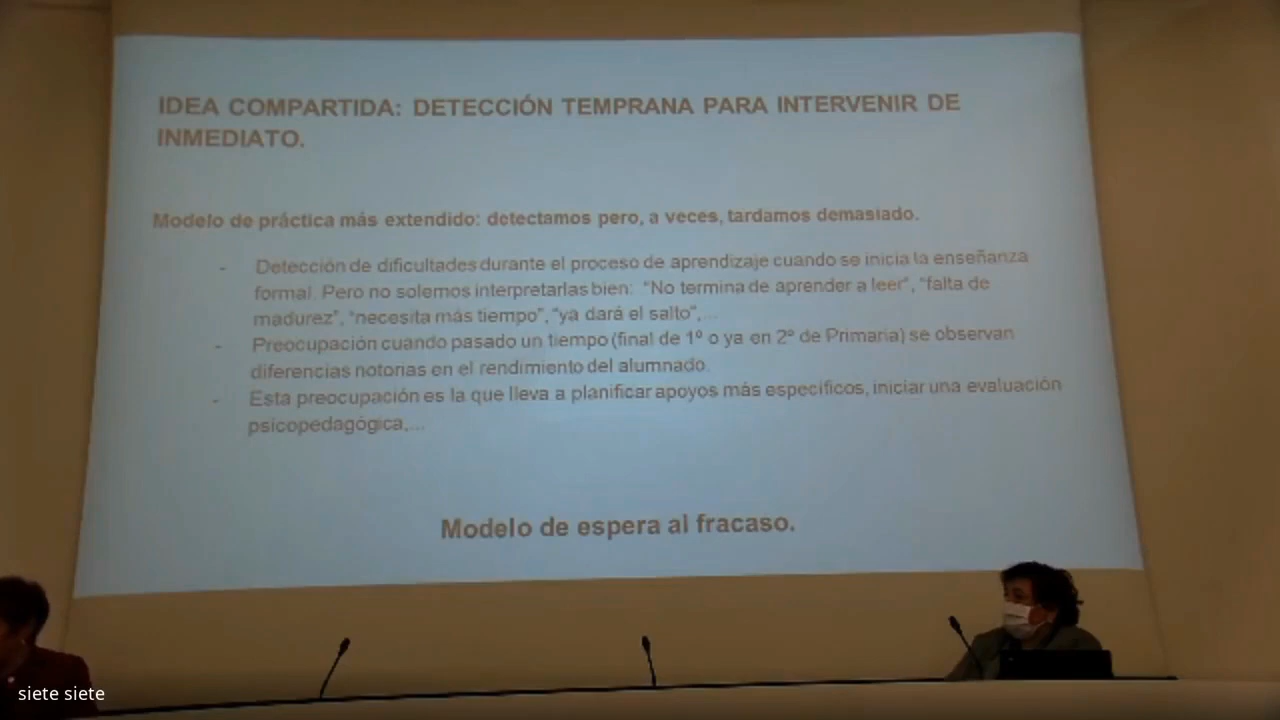 IDEA COMPARTIDA: DETECCIÓN TEMPRANA PARA INTERVENIR DE
INMEDIATO.
Modelo de práctica más extendido: detectamos pero, a veces, tardamos demasiado.
- Detección de dificultades durante el proceso de aprendizaje cuando se inicia la enseñanza
formal. Pero no solemos interpretarlas bien: “No termina de aprender a leer”, “falta de
madurez”, “necesita más tiempo”, “ya dará el salto”,...
- Preocupación cuando pasado un tiempo (final de 1º o ya en 2º de Primaria) se observan
diferencias notorias en el rendimiento del alumnado.
- Esta preocupación es la que lleva a planificar apoyos más específicos, iniciar una evaluación
psicopedagógica,...
Modelo de espera al fracaso.
siete siete